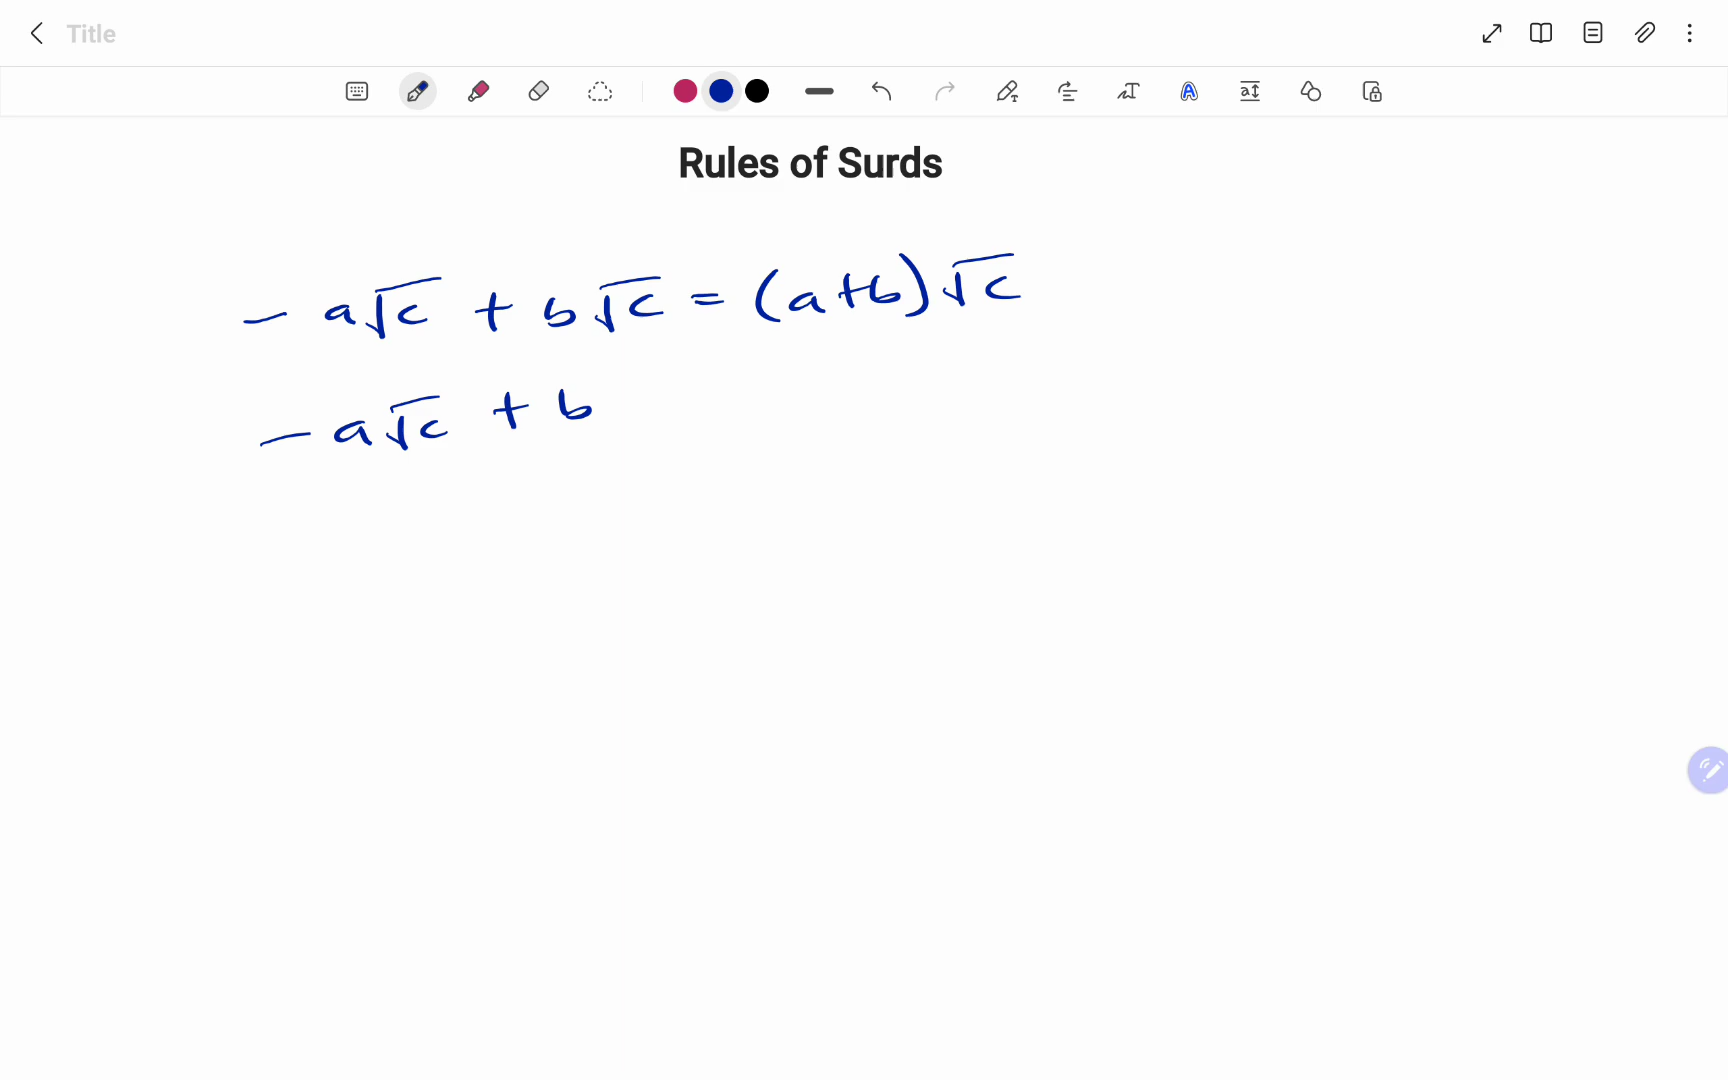 Title
Rules of Surds
- a√c + b√c = (a+b)√c
- a√c + b